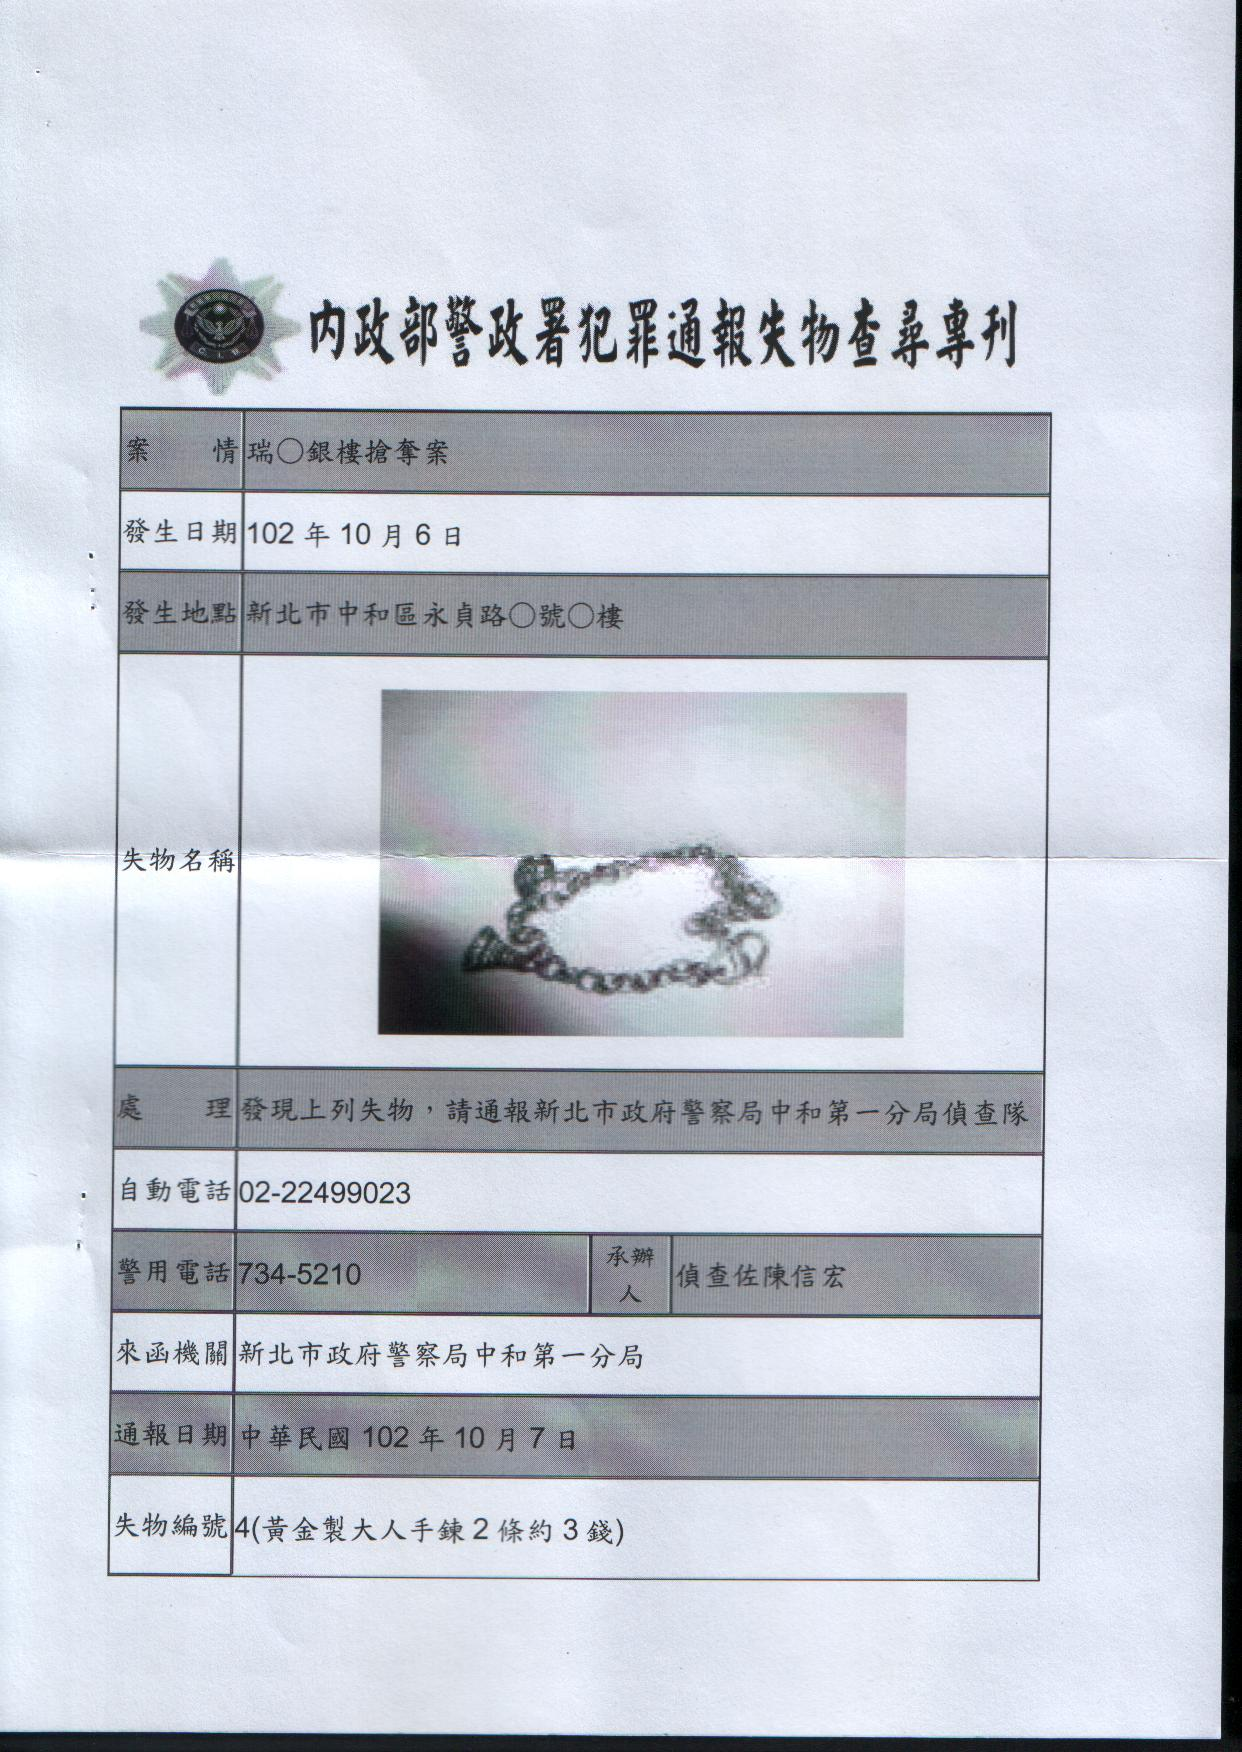 內政部警政署犯罪通報失物查尋專刊
案情 瑞〇銀樓搶奪案
發生日期 102 年 10 月 6 日
發生地點 新北市中和區永貞路〇號〇樓
失物名稱
處理 發現上列失物，請通報新北市政府警察局中和第一分局偵查隊
自動電話 02-22499023
警用電話 734-5210 承辦人 偵查佐陳信宏
來函機關 新北市政府警察局中和第一分局
通報日期 中華民國 102 年 10 月 7 日
失物編號 4(黃金製大人手鍊 2 條約 3 錢)